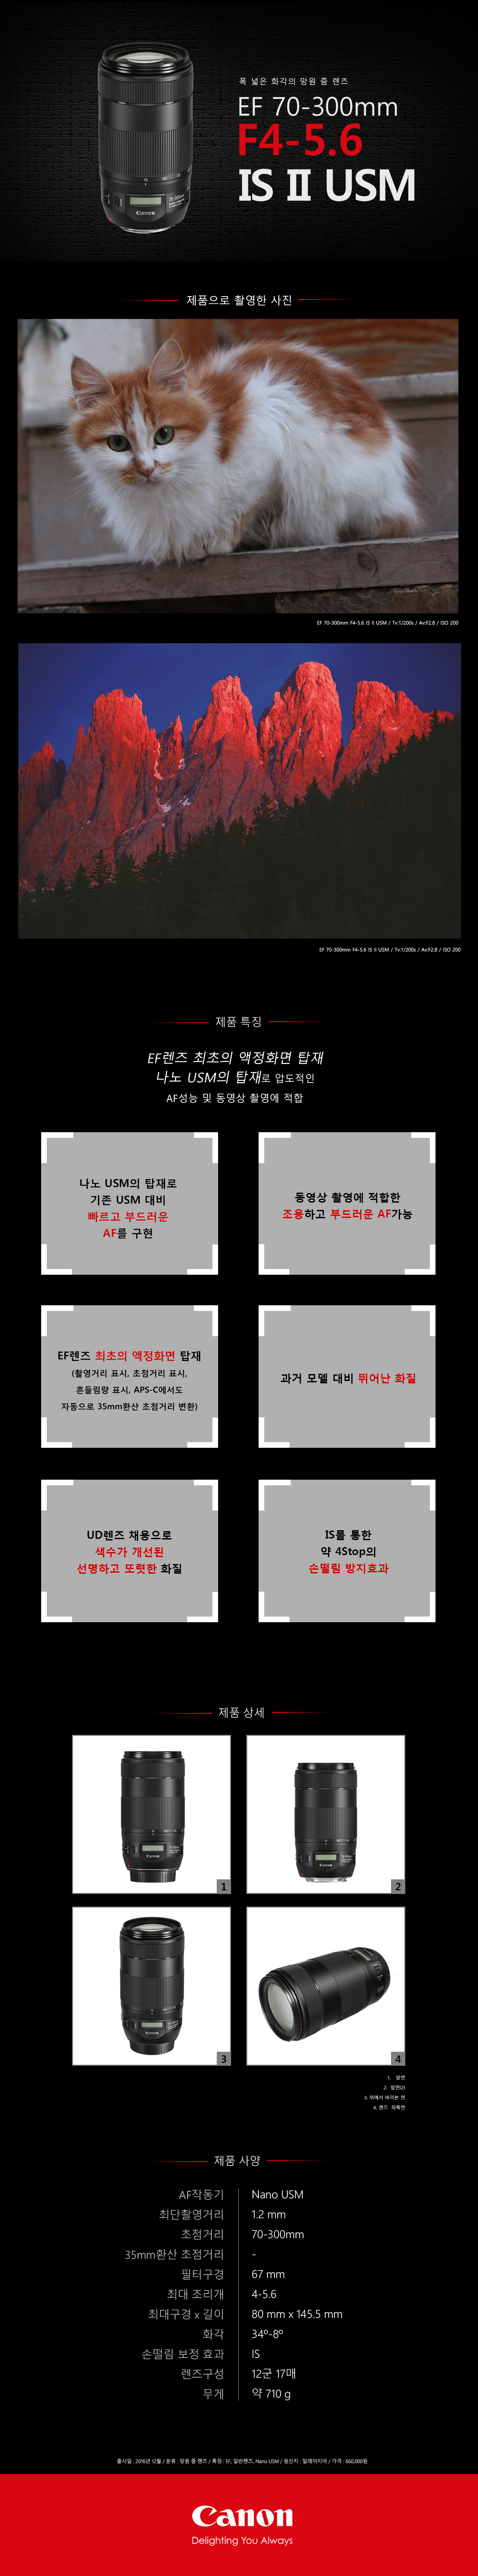 폭 넓은 화각의 망원 줌 렌즈
EF 70-300mm
F4-5.6
IS II USM
Canon
제품으로 촬영한 사진
EF 70-300mm F4-5.6 IS II USM / Tv:1/200s / Av:F2.8 / ISO 200
EF 70-300mm F4-5.6 IS II USM / Tv:1/200s / Av:F2.8 / ISO 200
제품 특징
EF렌즈 최초의 액정화면 탑재
나노 USM의 탑재로 압도적인
AF성능 및 동영상 촬영에 적합
나노 USM의 탑재로
기존 USM 대비
빠르고 부드러운
AF를 구현
동영상 촬영에 적합한
조용하고 부드러운 AF가능
EF렌즈 최초의 액정화면 탑재
(촬영거리 표시, 초점거리 표시,
흔들림량 표시, APS-C에서도
자동으로 35mm환산 초점거리 변환)
과거 모델 대비 뛰어난 화질
UD렌즈 채용으로
색수가 개선된
선명하고 또렷한 화질
IS를 통한
약 4Stop의
손떨림 방지효과
제품 상세
1
2
3
4
1. 앞면
2. 앞면(2)
3. 위에서 바라본 면
4. 렌즈 좌측면
제품 사양
AF작동기 Nano USM
최단촬영거리 1.2 mm
초점거리 70-300mm
35mm환산 초점거리 -
필터구경 67 mm
최대 조리개 4-5.6
최대구경 x 길이 80 mm x 145.5 mm
화각 34º-8º
손떨림 보정 효과 IS
렌즈구성 12군 17매
무게 약 710 g
출시일 : 2016년 12월 / 분류 : 망원 줌 렌즈 / 특징 : EF, 일반렌즈, Nano USM / 원산지 : 말레이지아 / 가격 : 660,000원
Canon
Delighting You Always